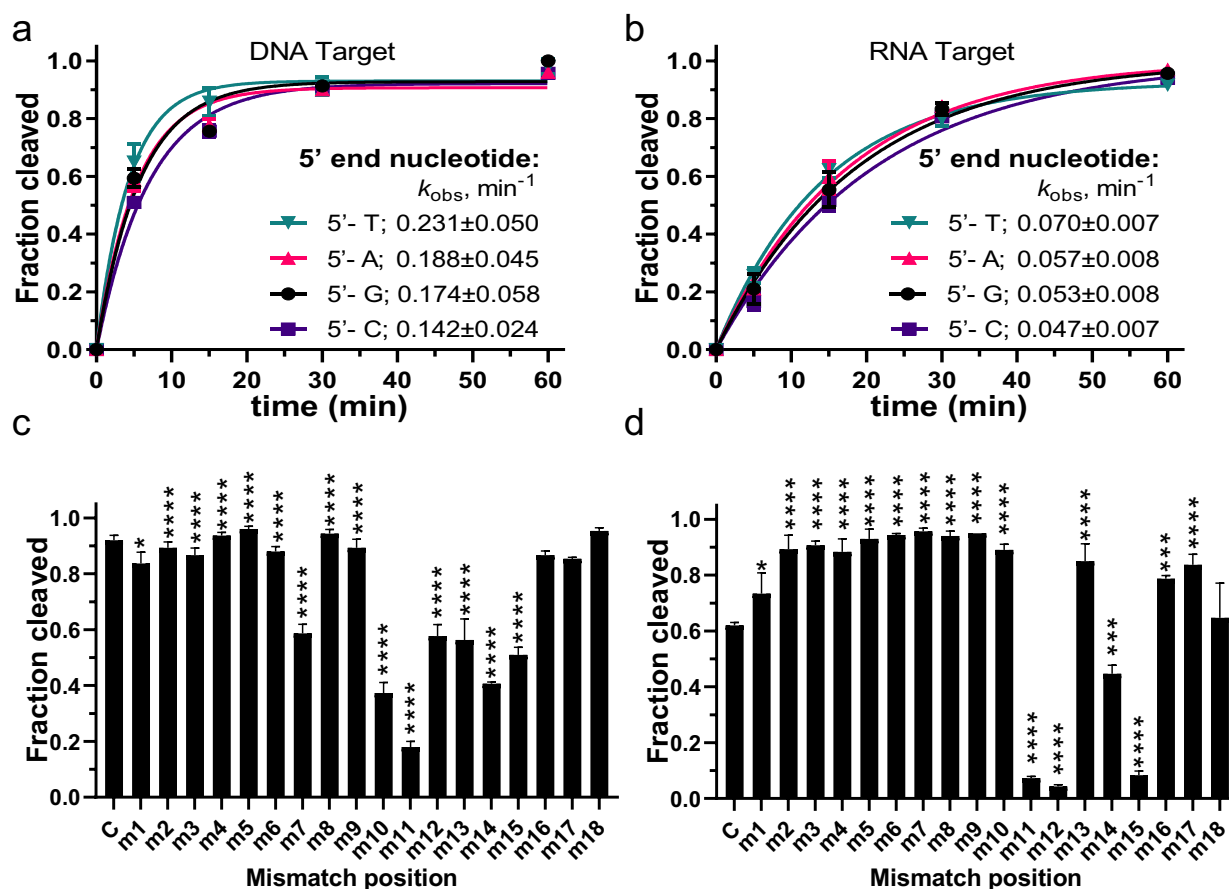 a
DNA Target
Fraction cleaved
1.0
0.8
0.6
0.4
0.2
0.0
5’ end nucleotide:
kobs, min-1
5’- T; 0.231±0.050
5’- A; 0.188±0.045
5’- G; 0.174±0.058
5’- C; 0.142±0.024
0 10 20 30 40 50 60
time (min)
b
RNA Target
Fraction cleaved
1.0
0.8
0.6
0.4
0.2
0.0
5’ end nucleotide:
kobs, min-1
5’- T; 0.070±0.007
5’- A; 0.057±0.008
5’- G; 0.053±0.008
5’- C; 0.047±0.007
0 10 20 30 40 50 60
time (min)
c
Fraction cleaved
1.0
0.8
0.6
0.4
0.2
0.0
* **** **** **** **** **** **** **** **** **** **** **** **** **** ****
C m1 m2 m3 m4 m5 m6 m7 m8 m9 m10 m11 m12 m13 m14 m15 m16 m17 m18
Mismatch position
d
Fraction cleaved
1.0
0.8
0.6
0.4
0.2
0.0
* **** **** **** **** **** **** **** **** **** **** **** **** *** **** *** ****
C m1 m2 m3 m4 m5 m6 m7 m8 m9 m10 m11 m12 m13 m14 m15 m16 m17 m18
Mismatch position